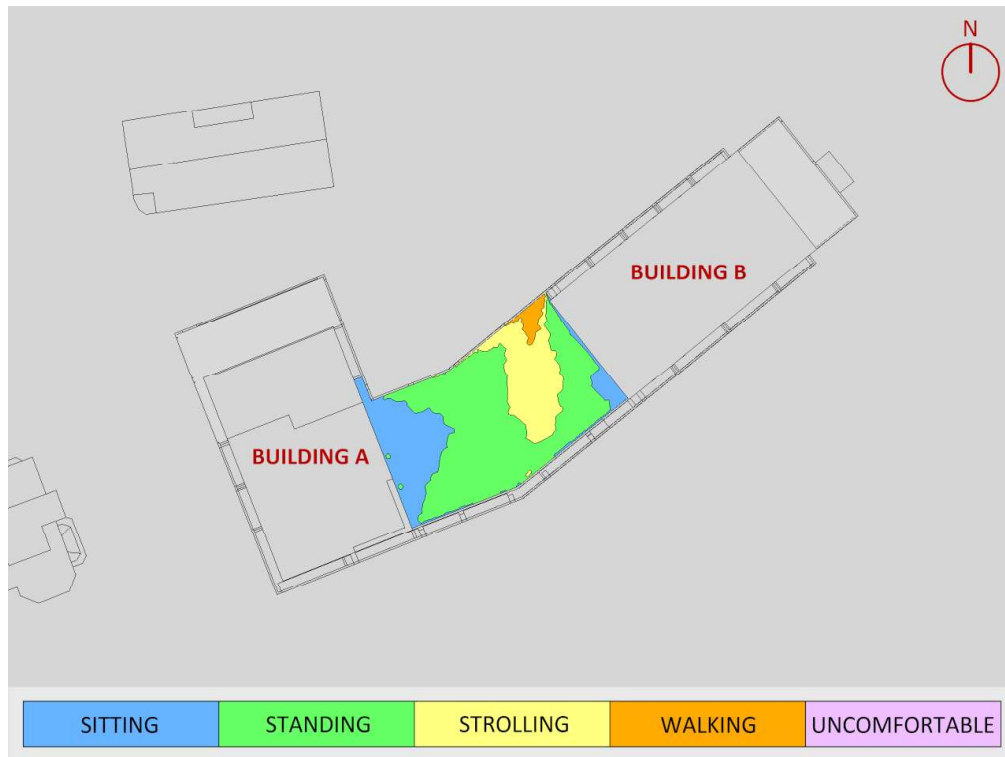 N
BUILDING B
BUILDING A
SITTING
STANDING
STROLLING
WALKING
UNCOMFORTABLE